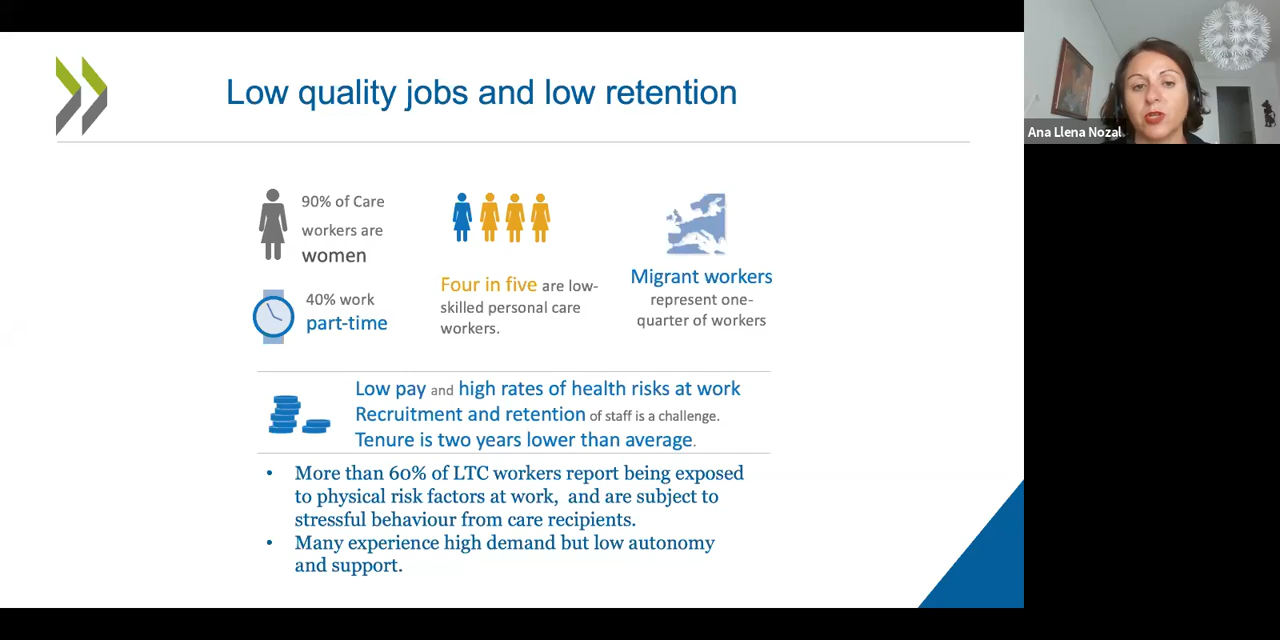 Low quality jobs and low retention
90% of Care
workers are
women
40% work
part-time
Four in five are low-
skilled personal care
workers.
Migrant workers
represent one-
quarter of workers
Low pay and high rates of health risks at work
Recruitment and retention of staff is a challenge.
Tenure is two years lower than average.
• More than 60% of LTC workers report being exposed
to physical risk factors at work, and are subject to
stressful behaviour from care recipients.
• Many experience high demand but low autonomy
and support.
Ana Llena Nozal